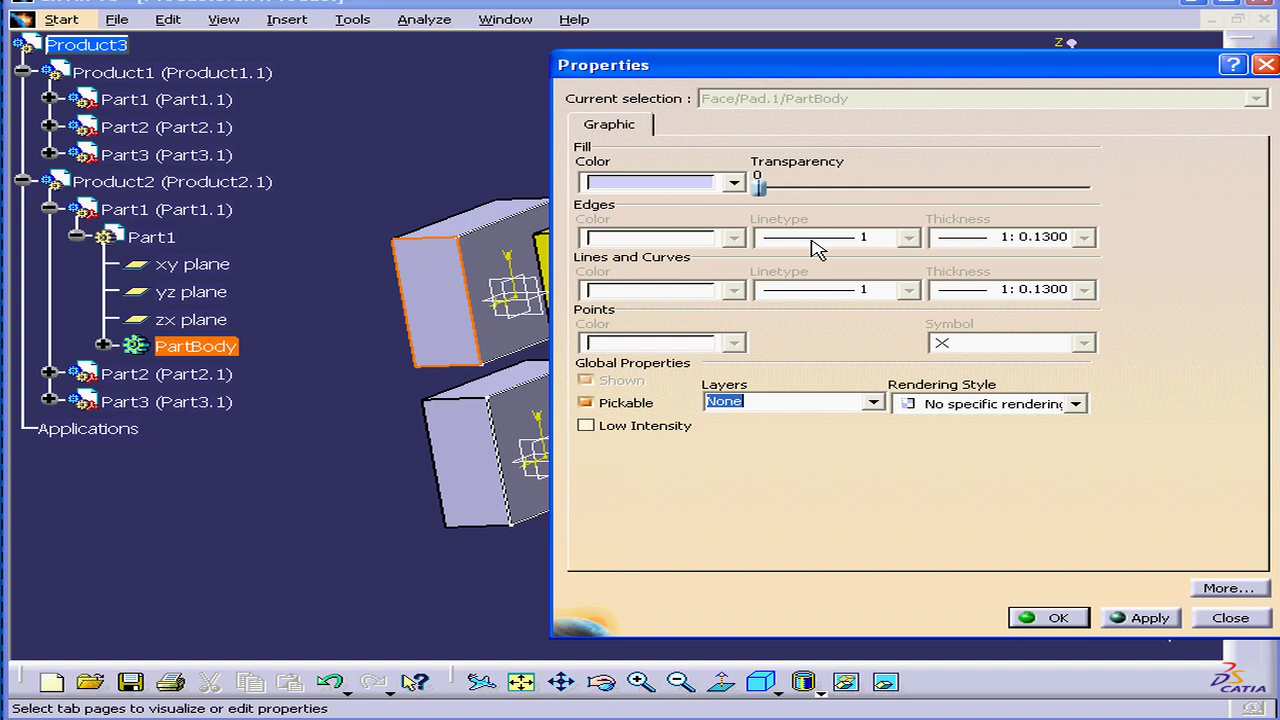 Start File Edit View Insert Tools Analyze Window Help
Product3
Product1 (Product1.1)
Part1 (Part1.1)
Part2 (Part2.1)
Part3 (Part3.1)
Product2 (Product2.1)
Part1 (Part1.1)
Part1
xy plane
yz plane
zx plane
PartBody
Part2 (Part2.1)
Part3 (Part3.1)
Applications
z
Properties
Current selection : Face/Pad.1/PartBody
Graphic
Fill
Color Transparency
0
Edges
Color Linetype Thickness
1 1: 0.1300
Lines and Curves
Color Linetype Thickness
1 1: 0.1300
Points
Color Symbol
Global Properties
Shown Layers Rendering Style
Pickable None No specific rendering
Low Intensity
More...
OK Apply Close
Select tab pages to visualize or edit properties
CATIA